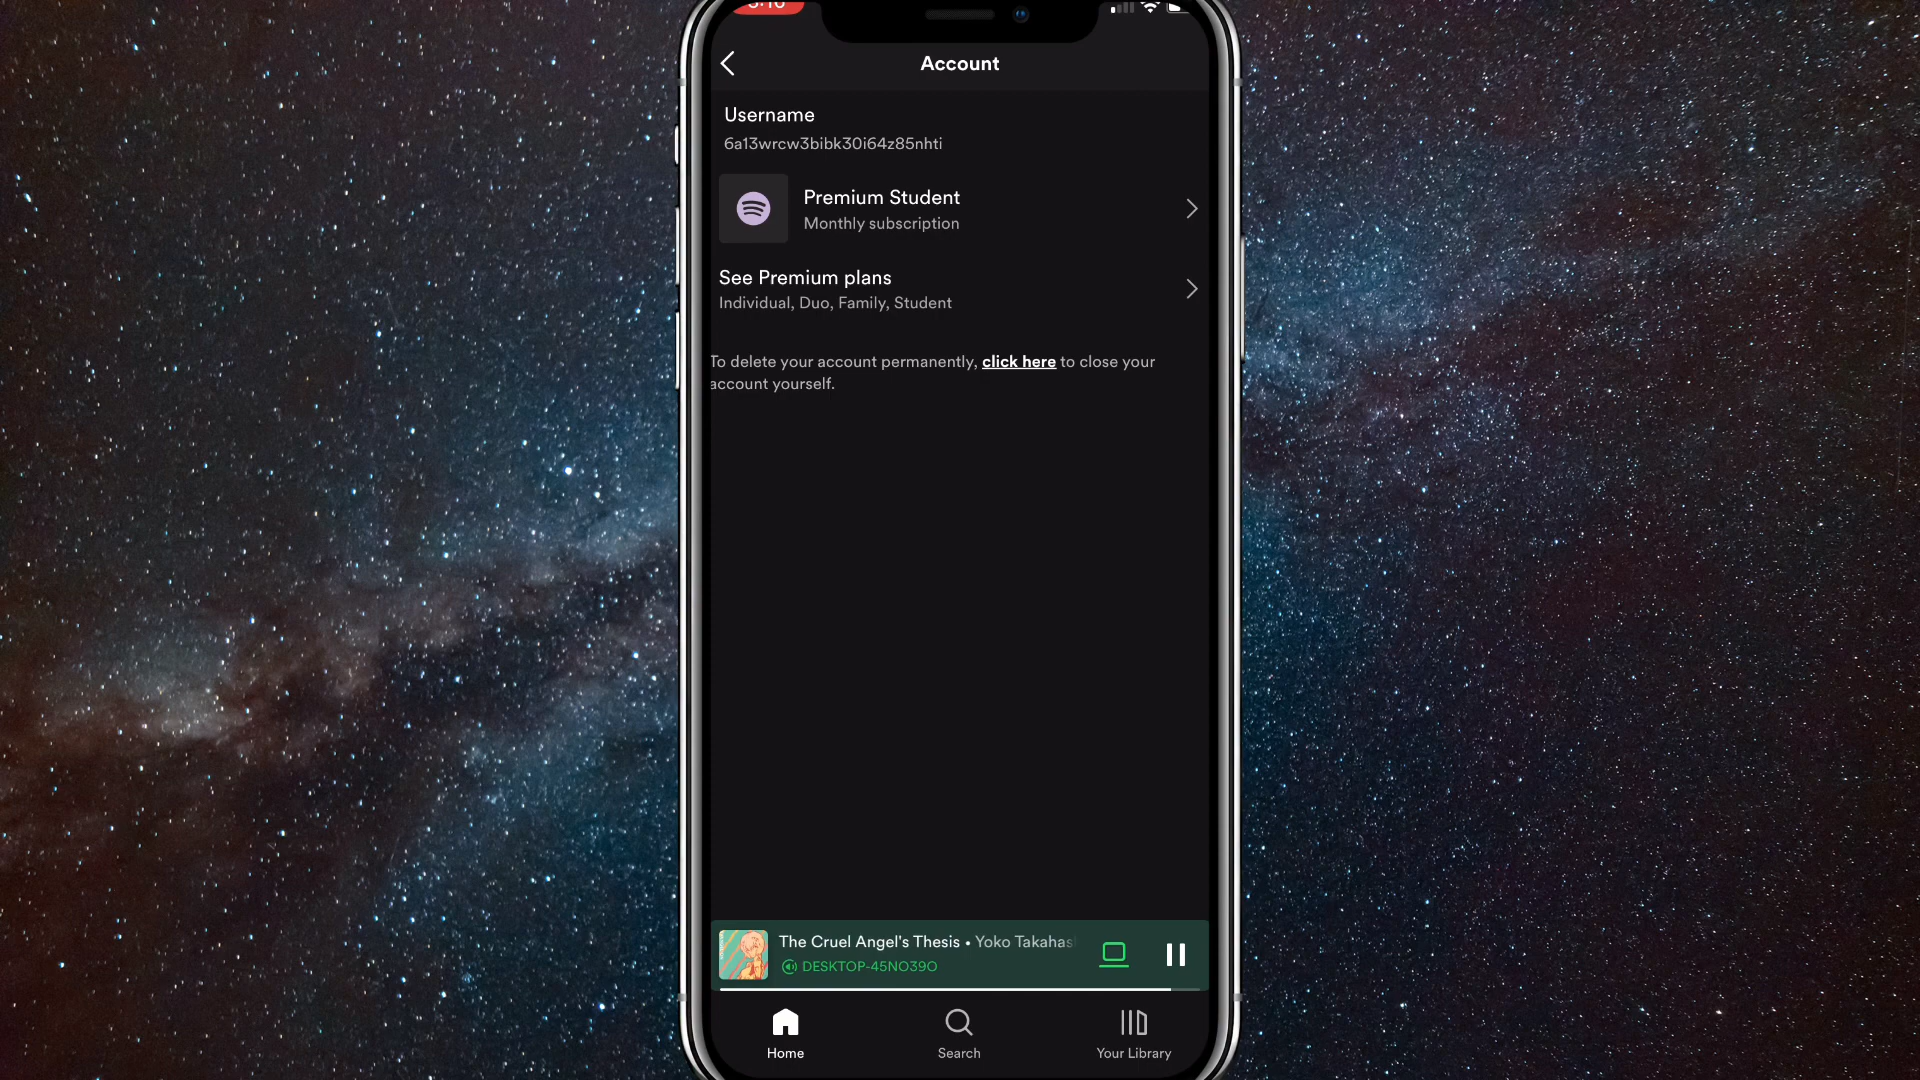 Account
Username
6a13wrcw3bibk30i64z85nhti
Premium Student
Monthly subscription
See Premium plans
Individual, Duo, Family, Student
To delete your account permanently, click here to close your
account yourself.
The Cruel Angel's Thesis • Yoko Takahas
DESKTOP-45NO39O
Home
Search
Your Library